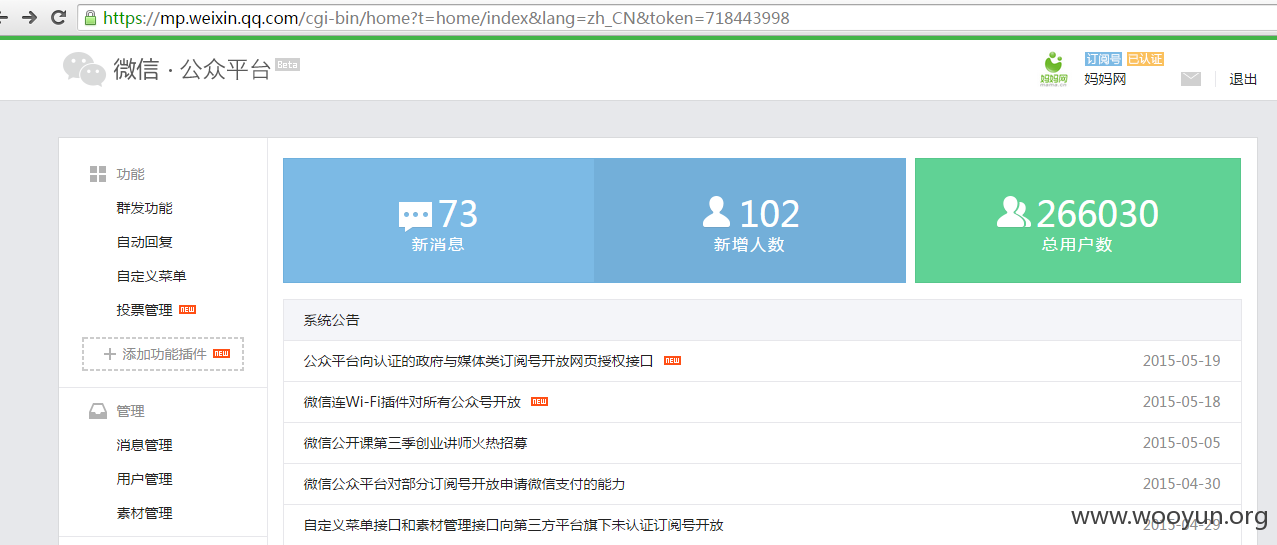 https://mp.weixin.qq.com/cgi-bin/home?t=home/index&lang=zh_CN&token=718443998
微信·公众平台 Beta
妈妈网
mama.cn
订阅号 已认证
妈妈网
退出
功能
群发功能
自动回复
自定义菜单
投票管理 NEW
+ 添加功能插件 NEW
管理
消息管理
用户管理
素材管理
73
新消息
102
新增人数
266030
总用户数
系统公告
公众平台向认证的政府与媒体类订阅号开放网页授权接口 NEW 2015-05-19
微信连Wi-Fi插件对所有公众号开放 NEW 2015-05-18
微信公开课第三季创业讲师火热招募 2015-05-05
微信公众平台对部分订阅号开放申请微信支付的能力 2015-04-30
自定义菜单接口和素材管理接口向第三方平台旗下未认证订阅号开放 2015-04-29
www.wooyun.org